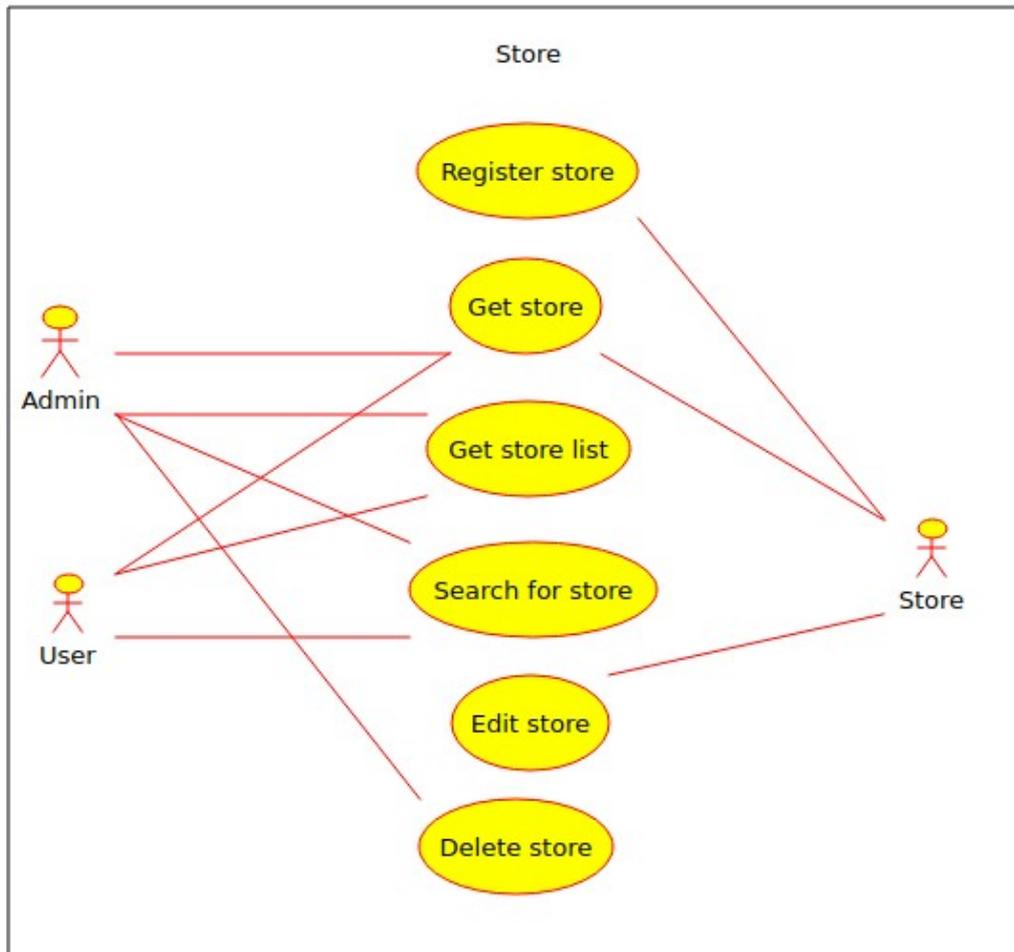 Store
Register store
Get store
Admin
Get store list
Search for store
Store
User
Edit store
Delete store